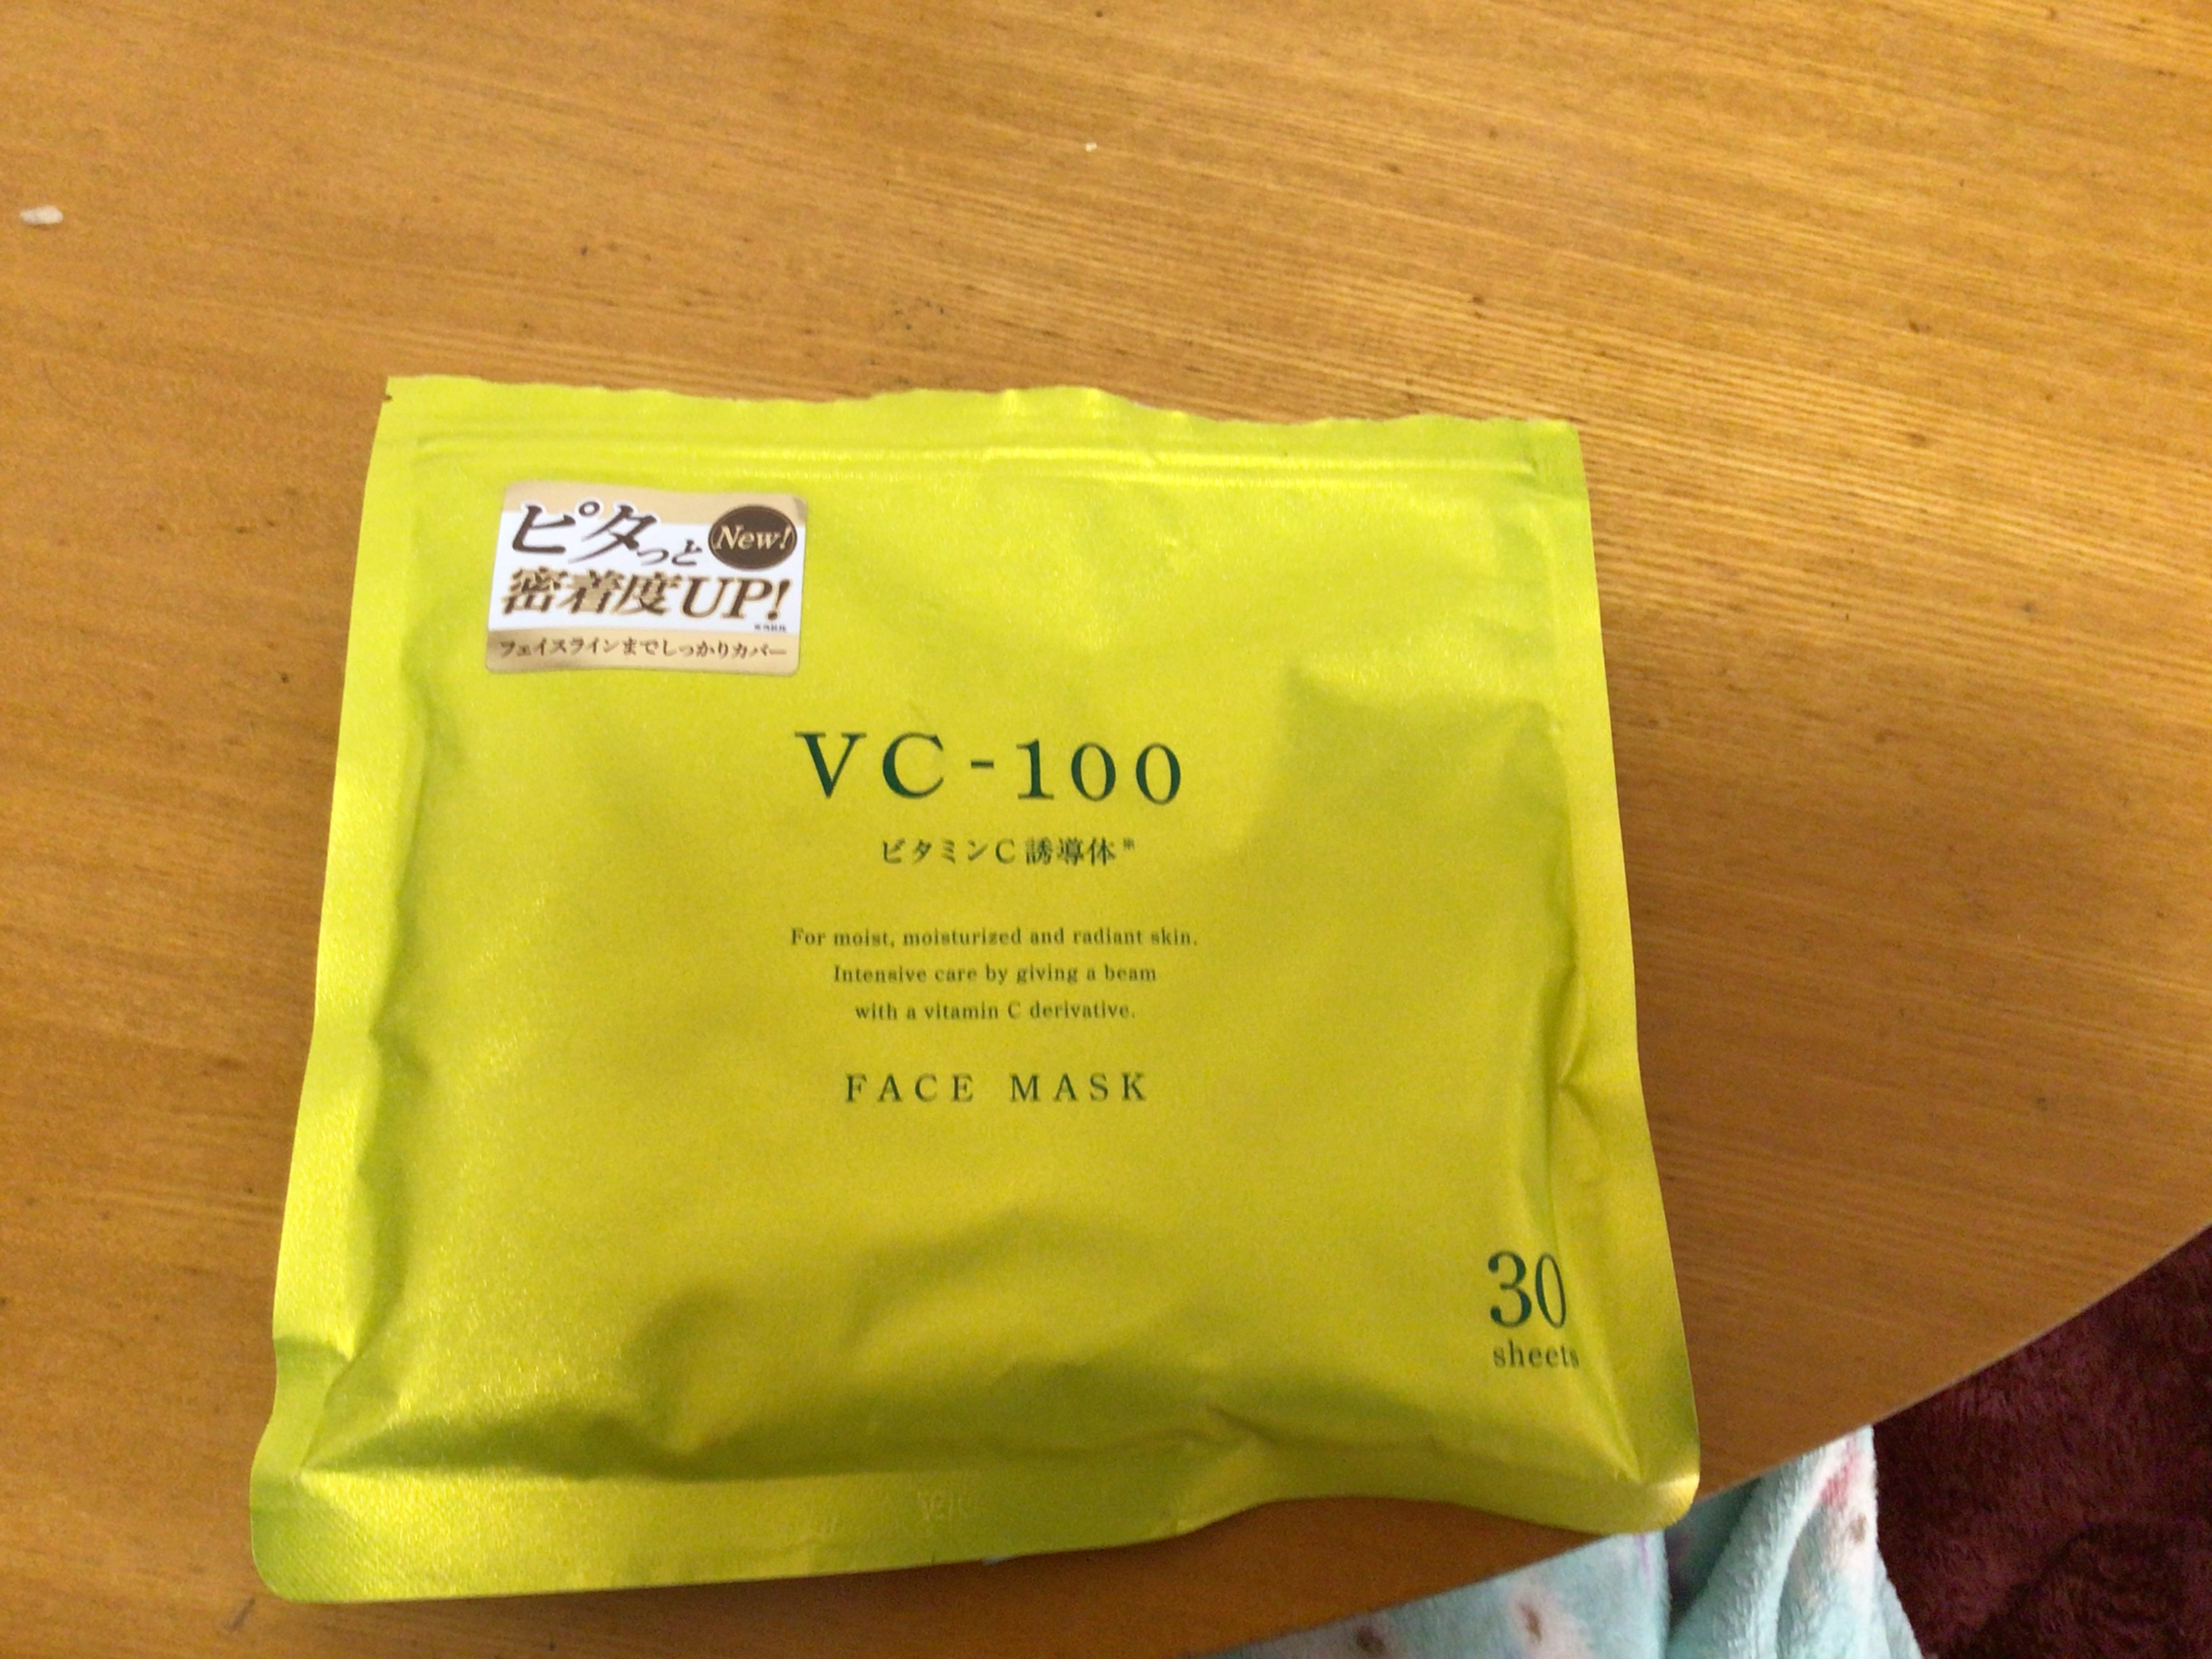 ピタっと
New!
密着度UP!
フェイスラインまでしっかりカバー
VC-100
ビタミンC誘導体※
For moist, moisturized and radiant skin.
Intensive care by giving a beam
with a vitamin C derivative.
FACE MASK
30
sheets